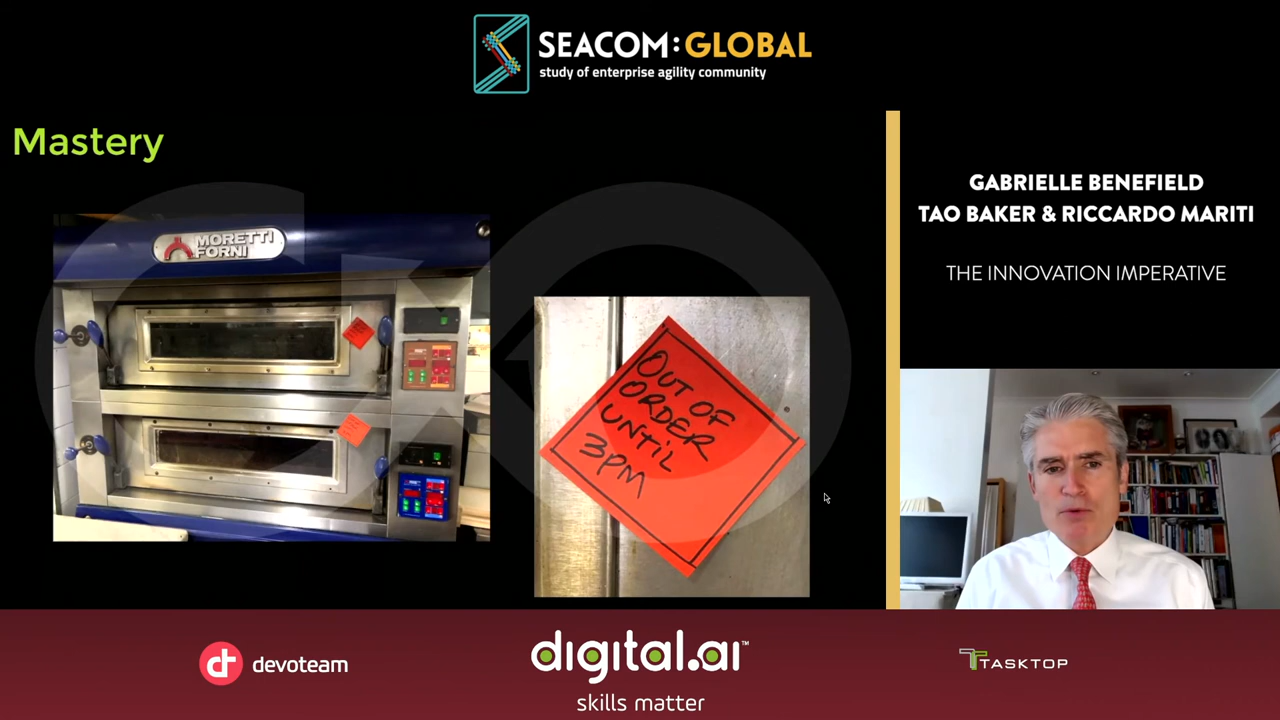 SEACOM:GLOBAL
study of enterprise agility community
Mastery
MORETTI
FORNI
OUT OF
ORDER
UNTIL
3PM
GABRIELLE BENEFIELD
TAO BAKER & RICCARDO MARITI
THE INNOVATION IMPERATIVE
devoteam
digital.ai™
skills matter
TASKTOP